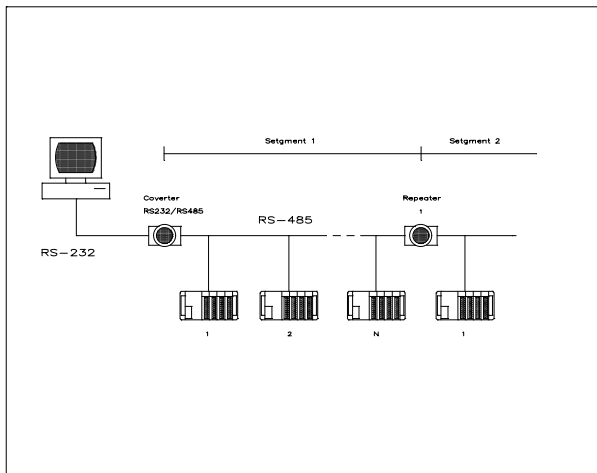 Setgment 1
Setgment 2
Coverter
RS232/RS485
Repeater
1
RS-485
RS-232
1
2
N
1